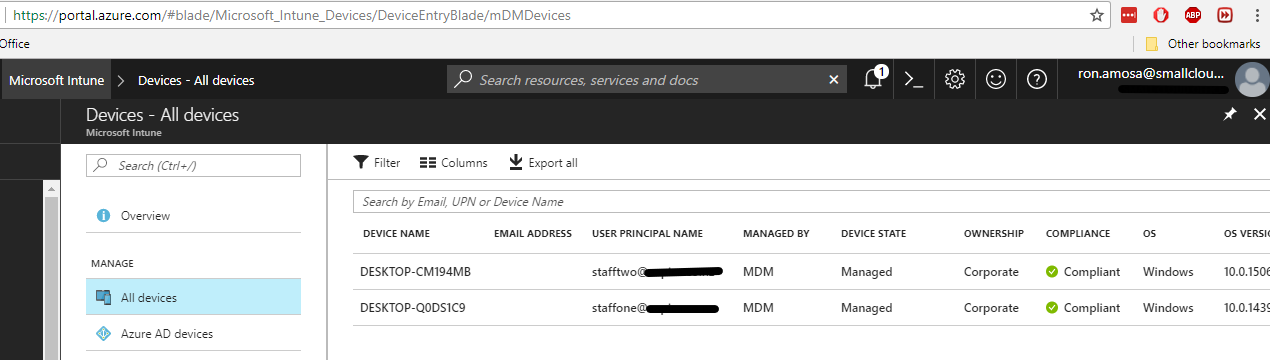 https://portal.azure.com/#blade/Microsoft_Intune_Devices/DeviceEntryBlade/mDMDevices
ABP
Office
Other bookmarks
Microsoft Intune > Devices - All devices
Search resources, services and docs
1
ron.amosa@smallclou...
Devices - All devices
Microsoft Intune
Search (Ctrl+/)
Filter Columns Export all
Search by Email, UPN or Device Name
Overview
DEVICE NAME EMAIL ADDRESS USER PRINCIPAL NAME MANAGED BY DEVICE STATE OWNERSHIP COMPLIANCE OS OS VERSIO
MANAGE
DESKTOP-CM194MB stafftwo@ MDM Managed Corporate Compliant Windows 10.0.1506
All devices
DESKTOP-Q0DS1C9 staffone@ MDM Managed Corporate Compliant Windows 10.0.1439
Azure AD devices